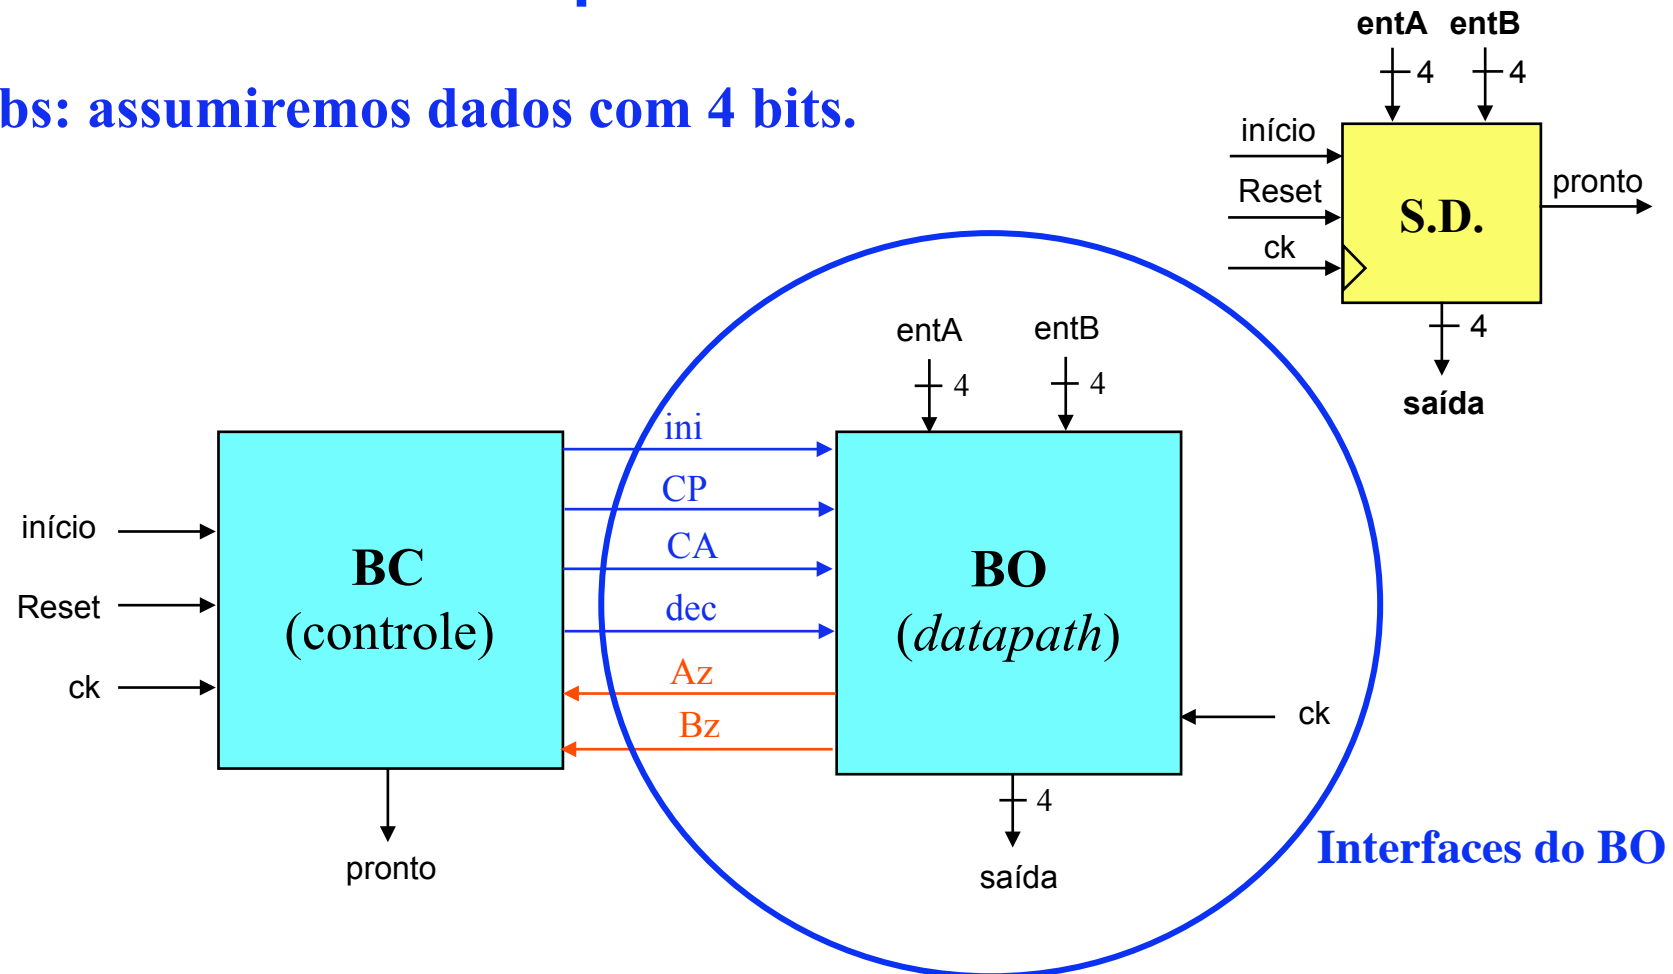 bs: assumiremos dados com 4 bits.
entA entB
4 4
início
Reset
ck
S.D.
pronto
4
saída
entA entB
4 4
ini
CP
CA
dec
Az
Bz
início
Reset
ck
BC
(controle)
BO
(datapath)
ck
4
pronto
saída
Interfaces do BO